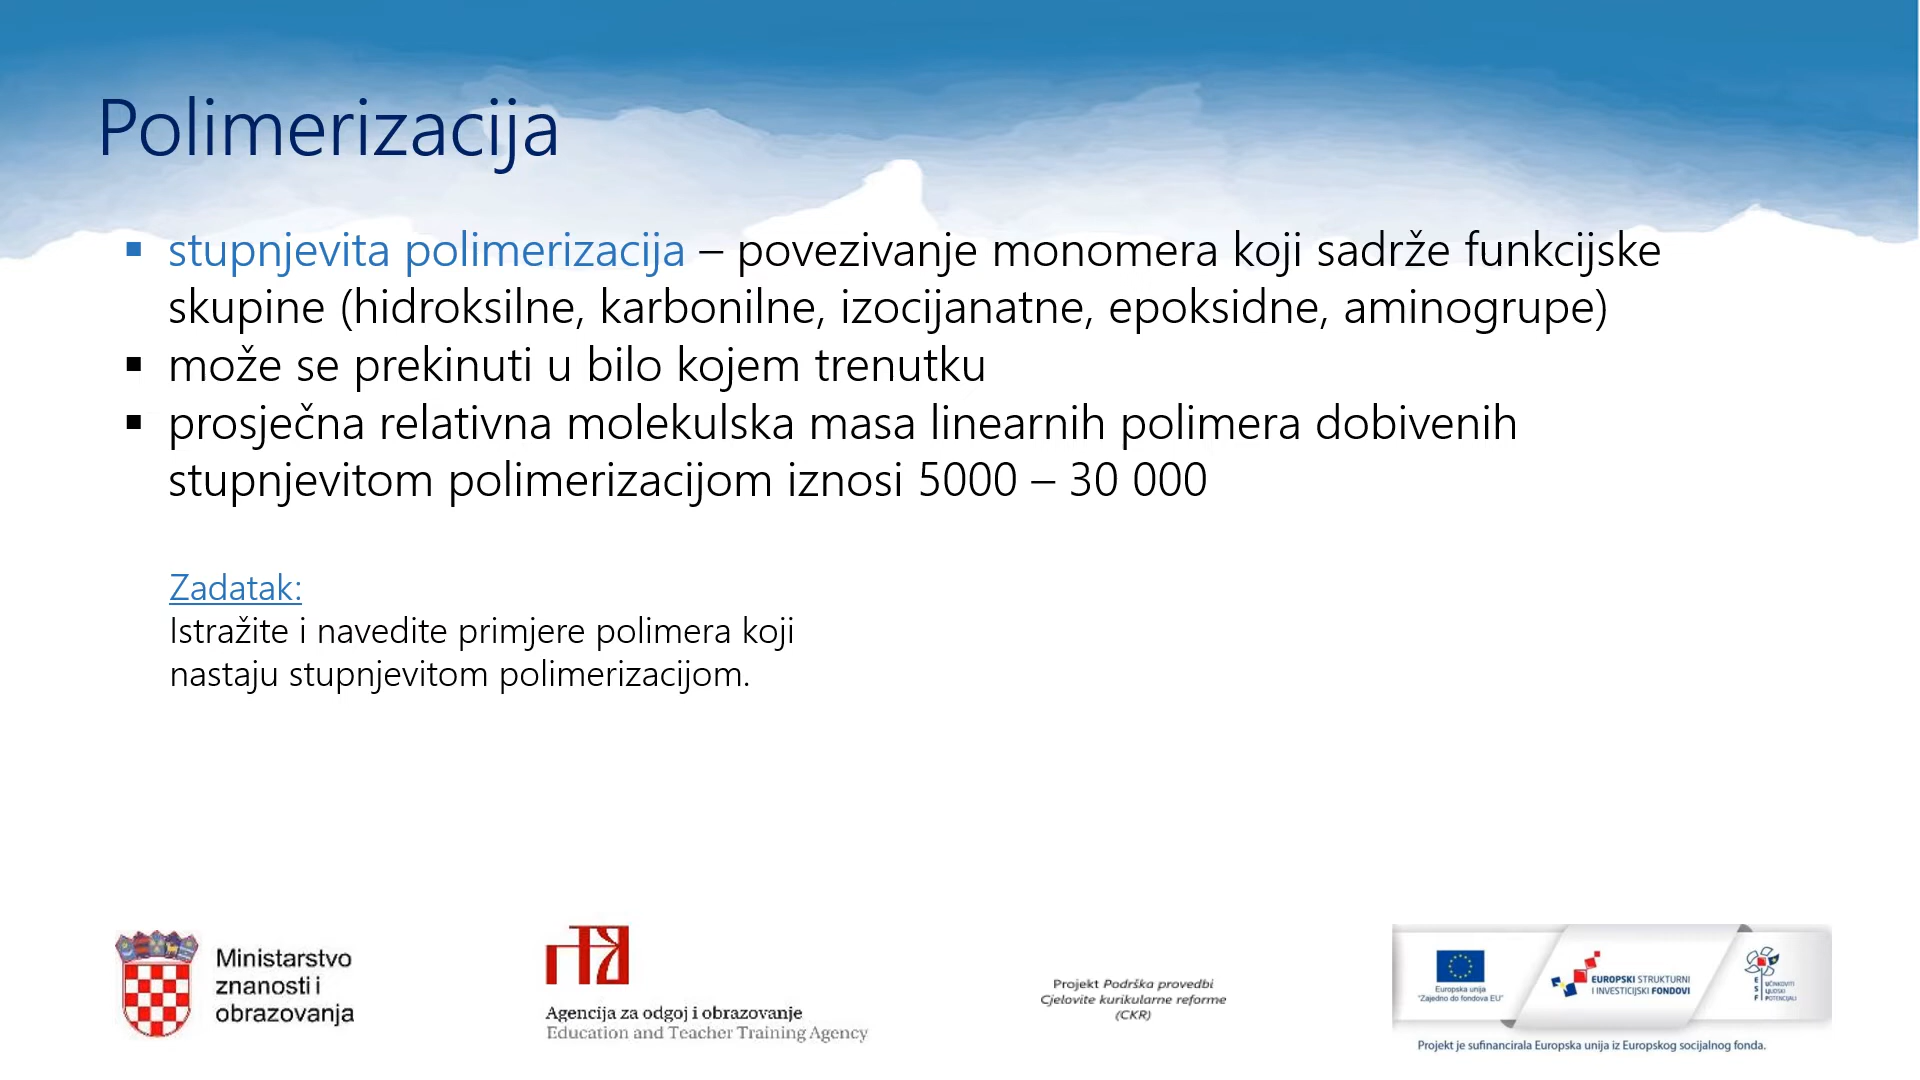 Polimerizacija
▪ stupnjevita polimerizacija – povezivanje monomera koji sadrže funkcijske
skupine (hidroksilne, karbonilne, izocijanatne, epoksidne, aminogrupe)
▪ može se prekinuti u bilo kojem trenutku
▪ prosječna relativna molekulska masa linearnih polimera dobivenih
stupnjevitom polimerizacijom iznosi 5000 – 30 000
Zadatak:
Istražite i navedite primjere polimera koji
nastaju stupnjevitom polimerizacijom.
Ministarstvo
znanosti i
obrazovanja
Agencija za odgoj i obrazovanje
Education and Teacher Training Agency
Projekt Podrška provedbi
Cjelovite kurikularne reforme
(CKR)
Europska unija
"Zajedno do fondova EU"
EUROPSKI STRUKTURNI
I INVESTICIJSKI FONDOVI
ESF
UČINKOVITI
LJUDSKI
POTENCIJALI
Projekt je sufinancirala Europska unija iz Europskog socijalnog fonda.